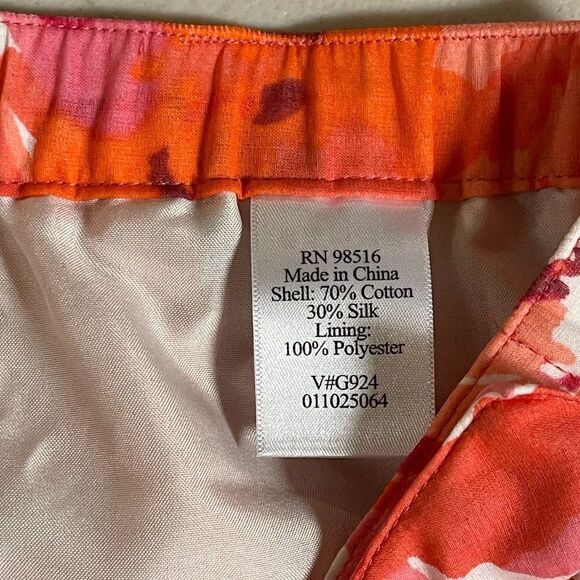 RN 98516
Made in China
Shell: 70% Cotton
30% Silk
Lining:
100% Polyester
V#G924
011025064